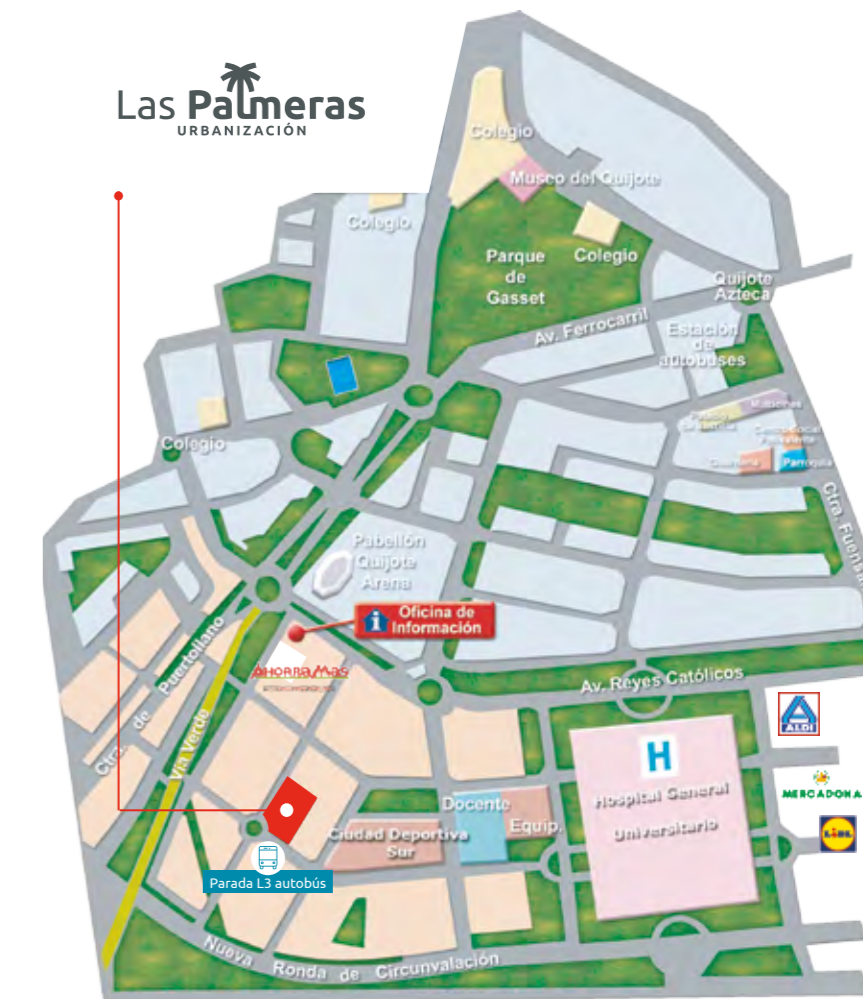 Las Palmeras
URBANIZACIÓN
Colegio
Museo del Quijote
Colegio
Colegio
Parque
de
Gasset
Quijote
Azteca
Av. Ferrocarril
Estación
de
autobuses
Multicines
Parroquia
Colegio
Ctra. Fuensa
Pabellón
Quijote
Arena
i Oficina de
Información
AHORRAMAS
Ctra. de Puertollano
Vía Verde
Av. Reyes Católicos
ALDI
H
Hospital General
Universitario
MERCADONA
LIDL
Docente
Equip.
Ciudad Deportiva
Sur
Parada L3 autobús
Nueva Ronda de Circunvalación